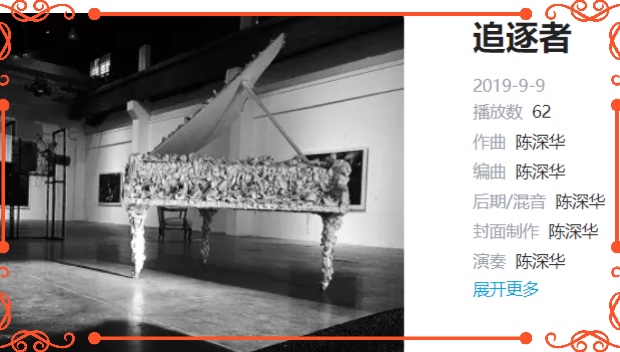 追逐者
2019-9-9
播放数 62
作曲 陈深华
编曲 陈深华
后期/混音 陈深华
封面制作 陈深华
演奏 陈深华
展开更多